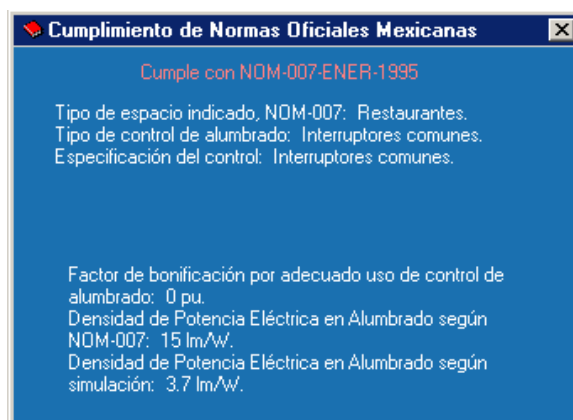 Cumplimiento de Normas Oficiales Mexicanas
Cumple con NOM-007-ENER-1995
Tipo de espacio indicado, NOM-007: Restaurantes.
Tipo de control de alumbrado: Interruptores comunes.
Especificación del control: Interruptores comunes.
Factor de bonificación por adecuado uso de control de
alumbrado: 0 pu.
Densidad de Potencia Eléctrica en Alumbrado según
NOM-007: 15 lm/W.
Densidad de Potencia Eléctrica en Alumbrado según
simulación: 3.7 lm/W.